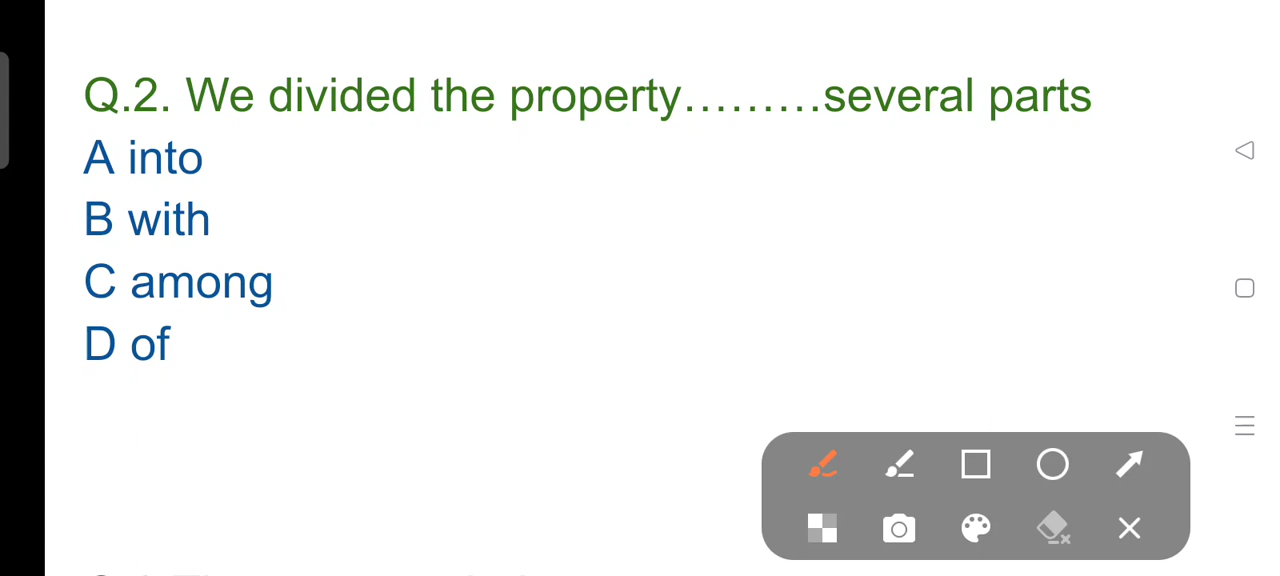 Q.2. We divided the property.........several parts
A into
B with
C among
D of